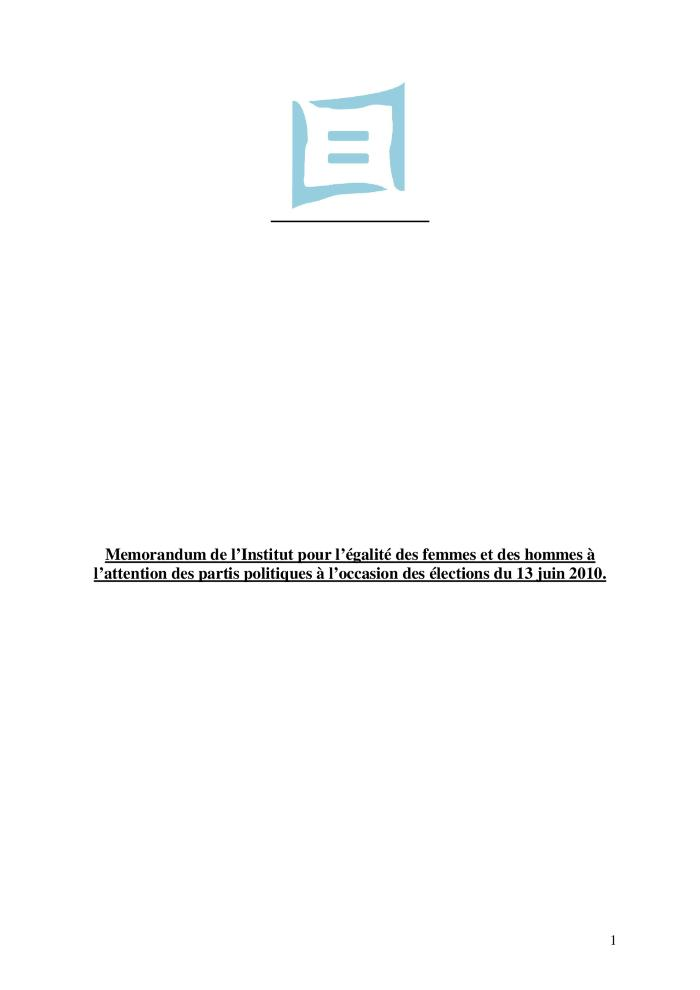 Memorandum de l’Institut pour l’égalité des femmes et des hommes à
l’attention des partis politiques à l’occasion des élections du 13 juin 2010.
1